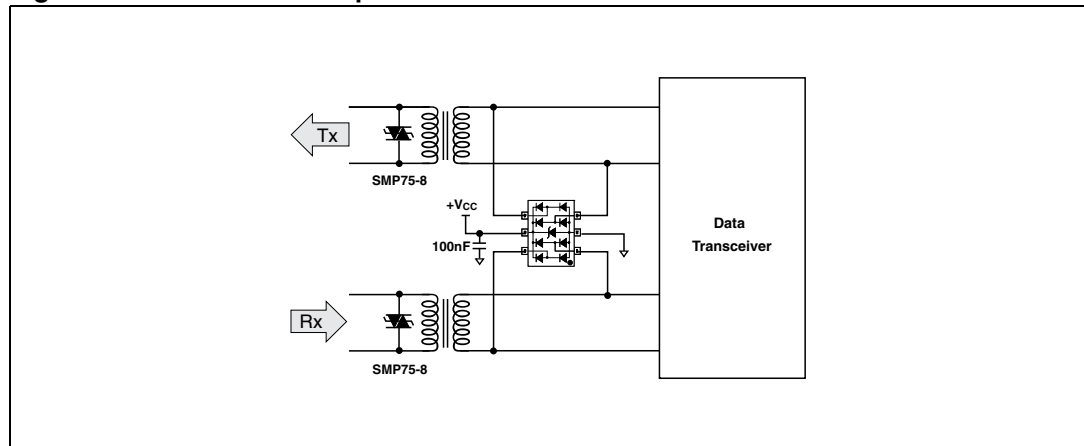 Tx
SMP75-8
+Vcc
100nF
Data
Transceiver
Rx
SMP75-8